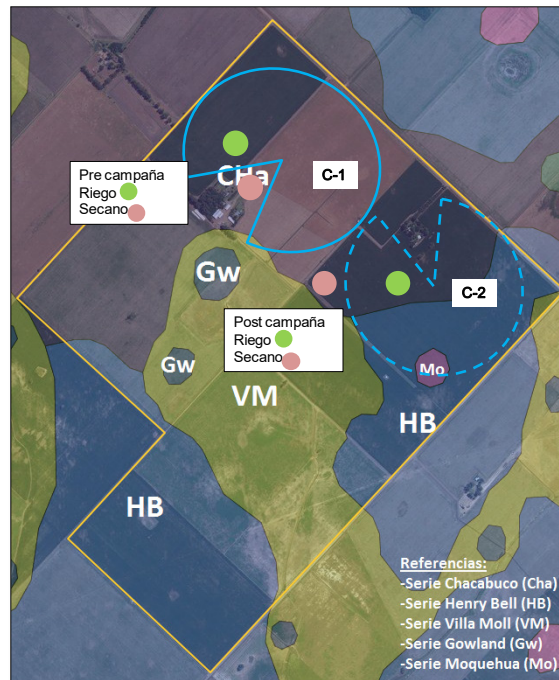 CHa
C-1
Pre campaña
Riego
Secano
Gw
C-2
Post campaña
Riego
Secano
Gw
Mo
VM
HB
HB
Referencias:
-Serie Chacabuco (Cha)
-Serie Henry Bell (HB)
-Serie Villa Moll (VM)
-Serie Gowland (Gw)
-Serie Moquehua (Mo)